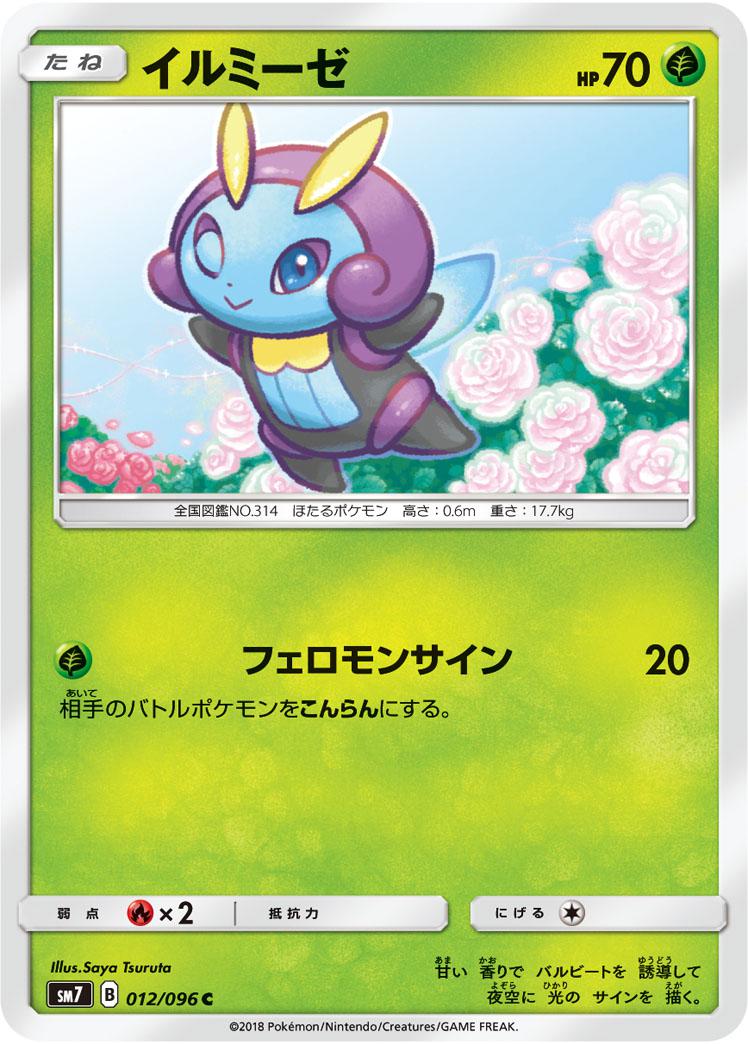 たね イルミーゼ HP70
全国図鑑NO.314 ほたるポケモン 高さ：0.6m 重さ：17.7kg
フェロモンサイン 20
あいて
相手のバトルポケモンをこんらんにする。
弱点 ×2 抵抗力 にげる
Illus.Saya Tsuruta
あま かお ゆうどう
甘い 香りで バルビートを 誘導して
よぞら ひかり えが
夜空に 光の サインを 描く。
SM7 B 012/096 C
©2018 Pokémon/Nintendo/Creatures/GAME FREAK.